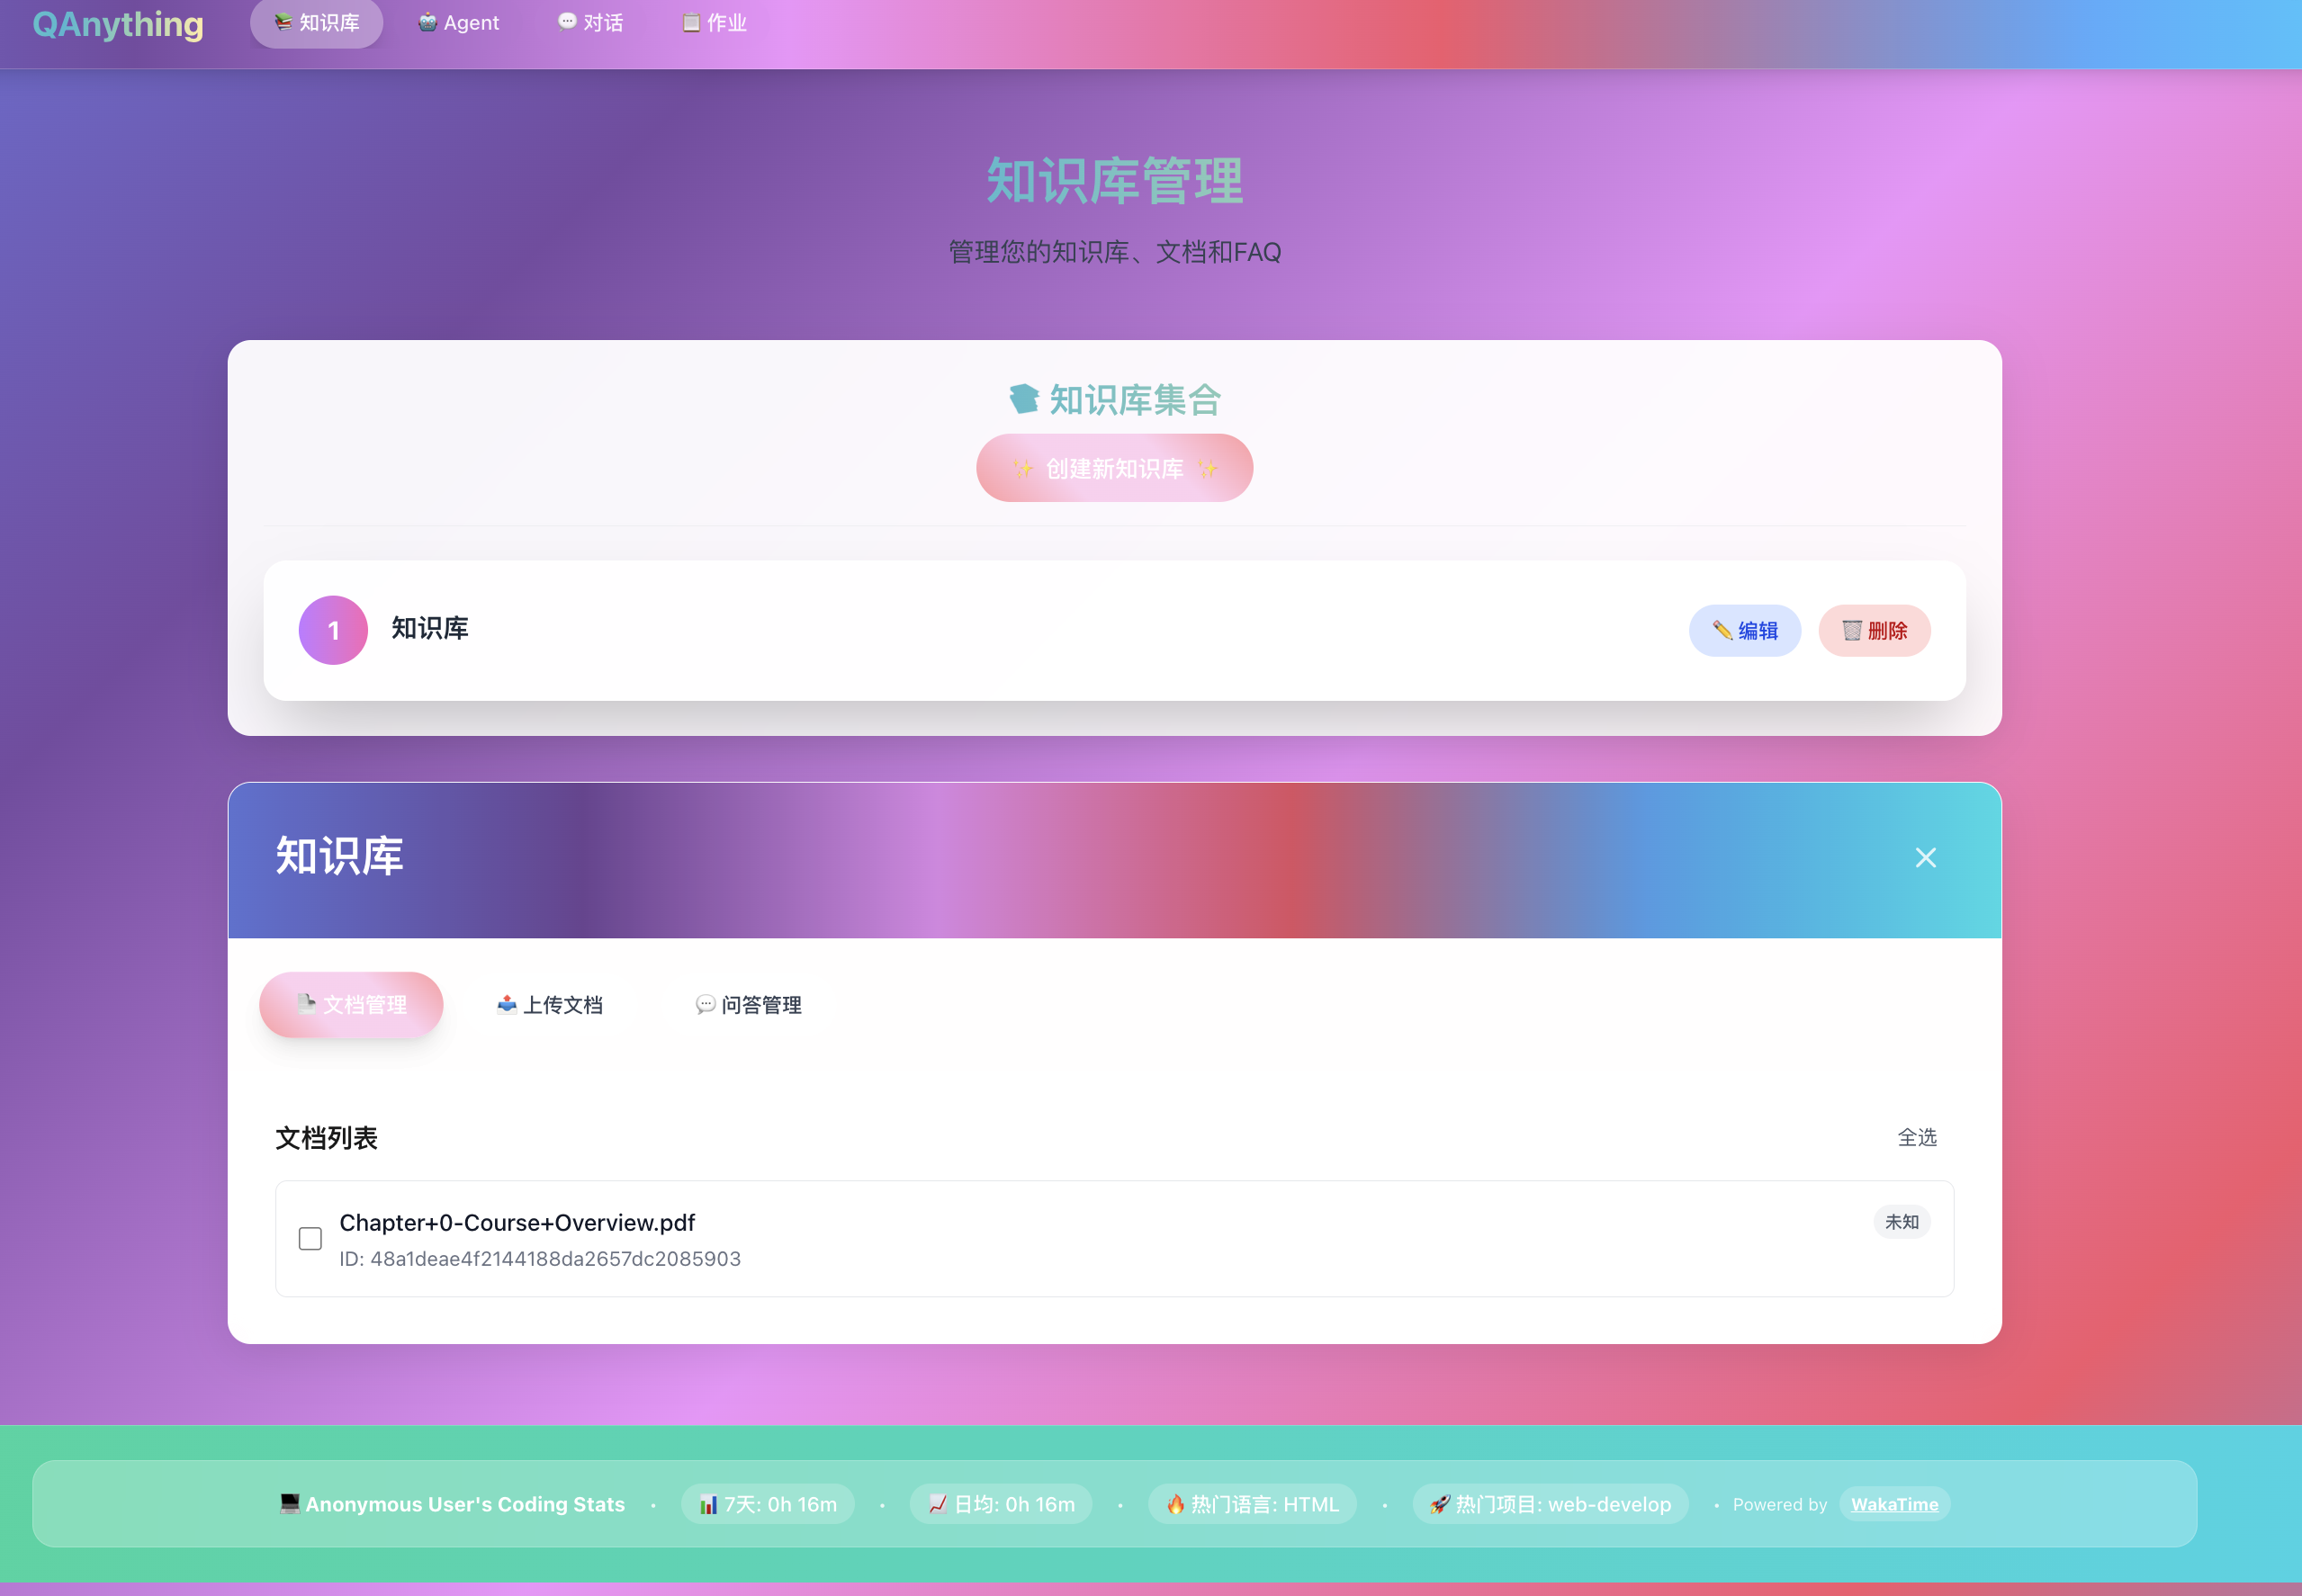 QAnything
📚 知识库
🤖 Agent
💬 对话
📋 作业
知识库管理
管理您的知识库、文档和FAQ
📚 知识库集合
✨ 创建新知识库 ✨
1
知识库
✏️ 编辑
🗑️ 删除
知识库
📄 文档管理
📤 上传文档
💬 问答管理
文档列表
全选
Chapter+0-Course+Overview.pdf
未知
ID: 48a1deae4f2144188da2657dc2085903
💻 Anonymous User's Coding Stats • 📊 7天: 0h 16m • 📈 日均: 0h 16m • 🔥 热门语言: HTML • 🚀 热门项目: web-develop • Powered by WakaTime